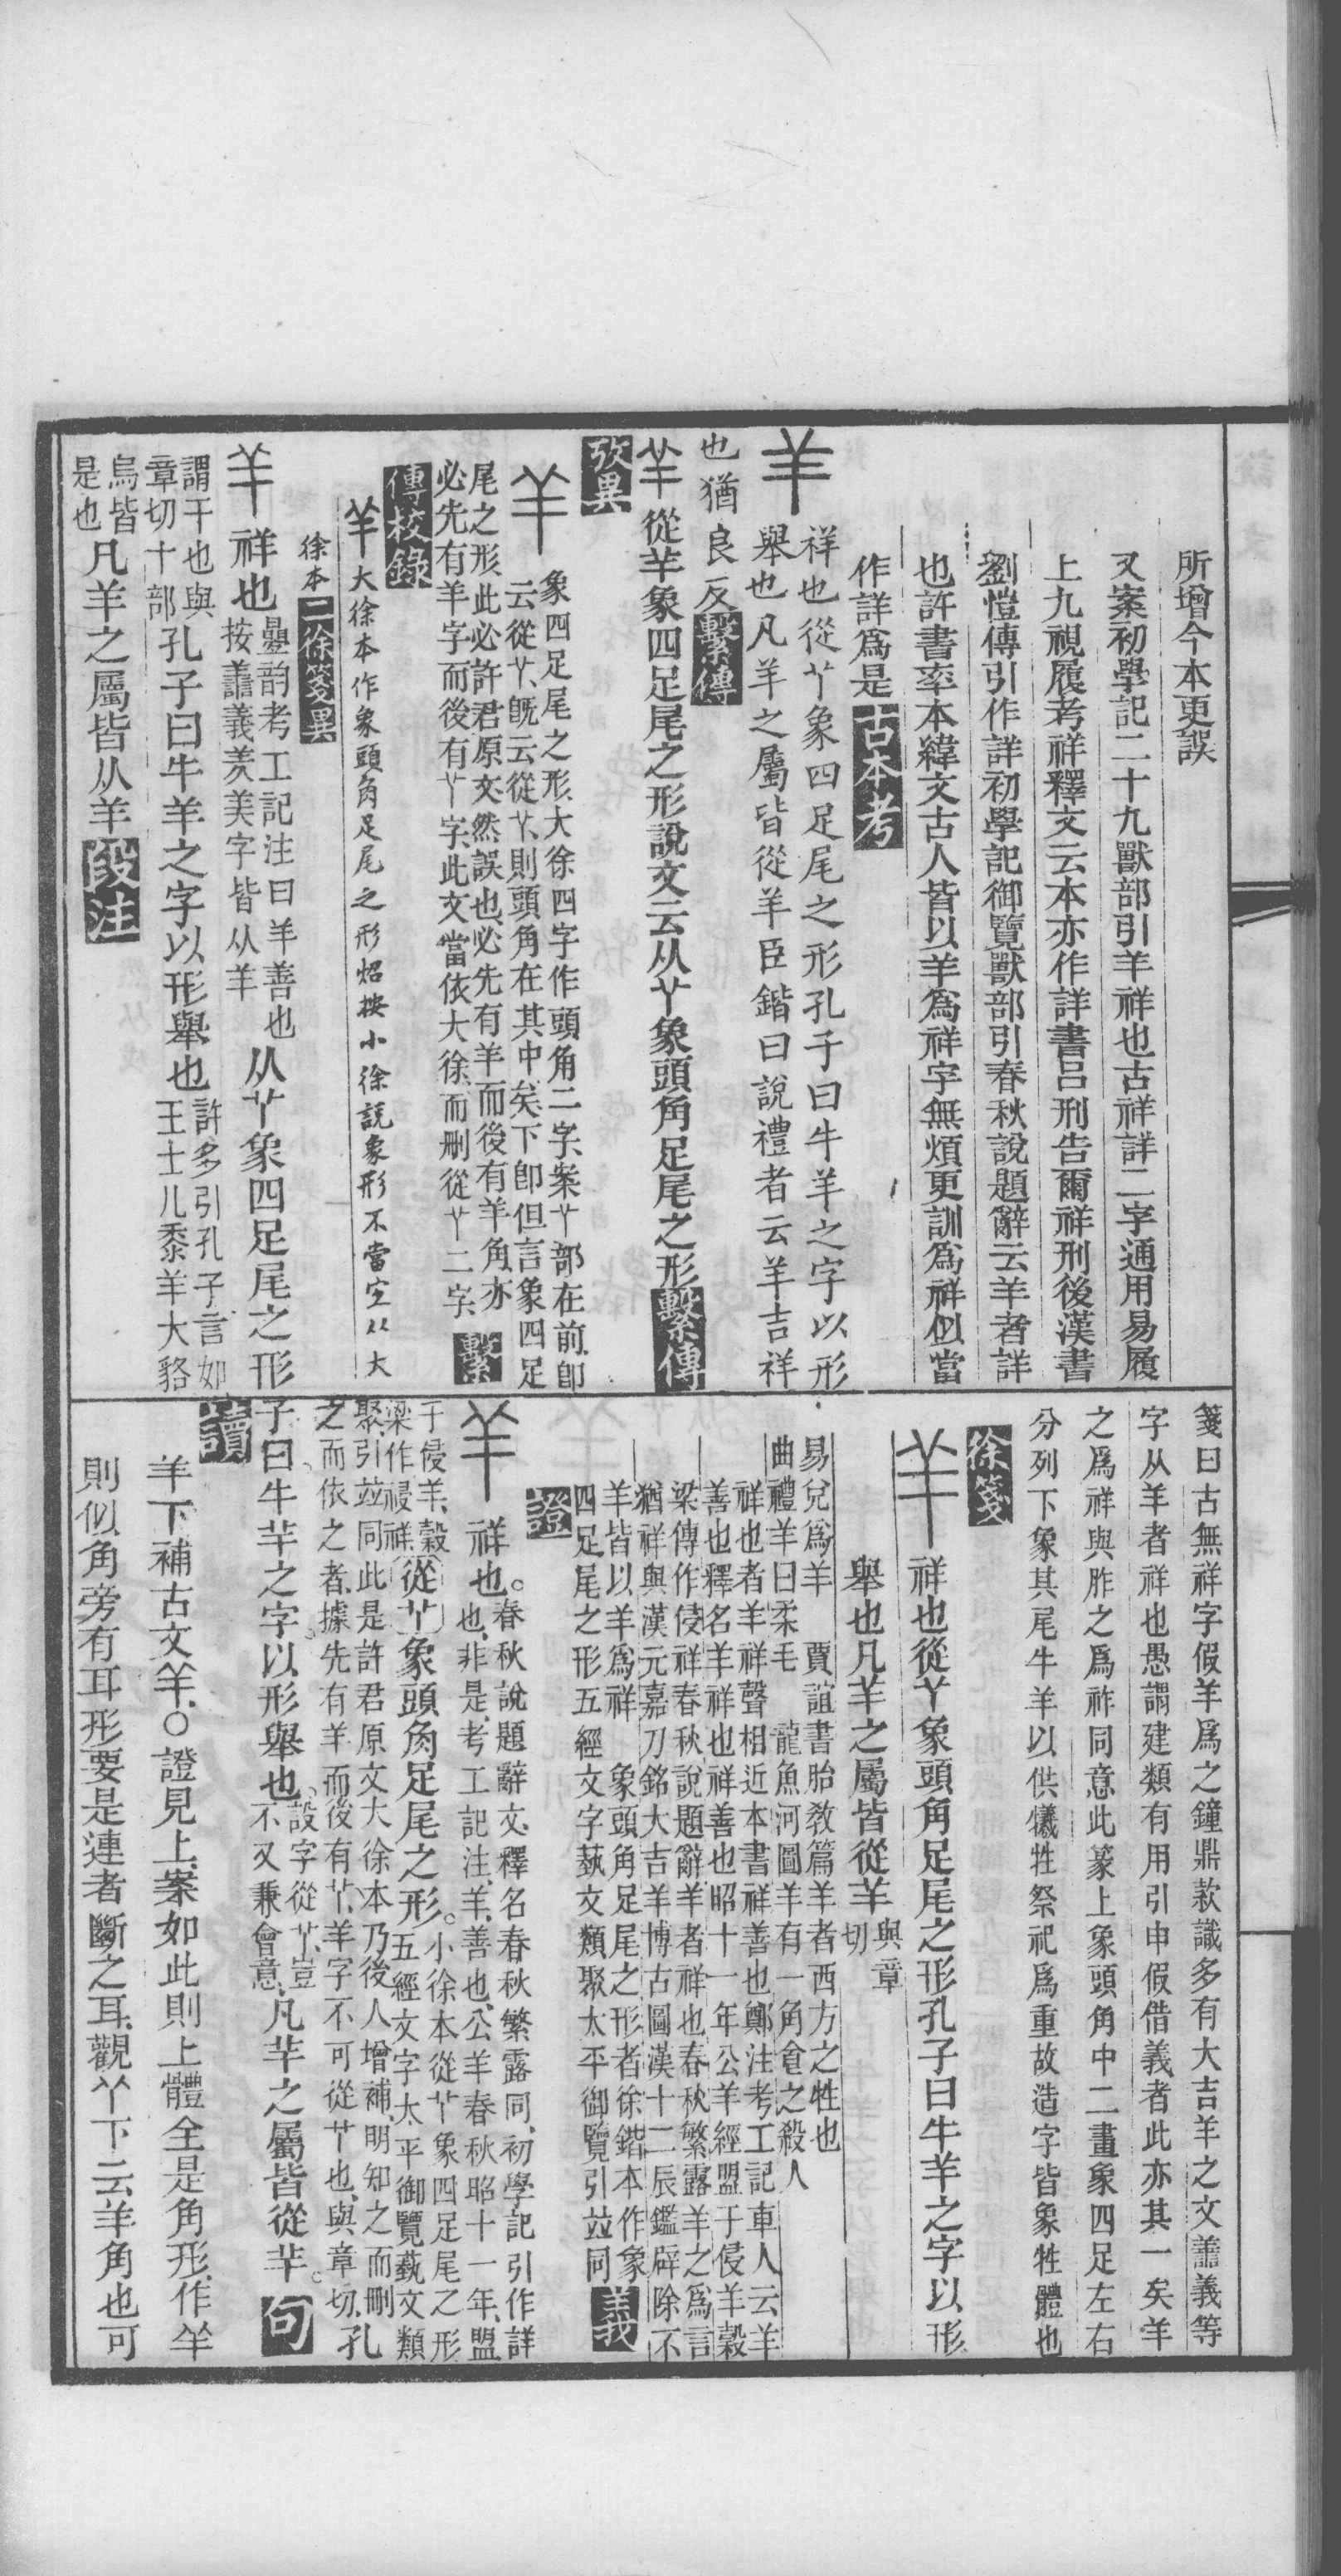 所增今本更誤
又案初學記二十九獸部引羊祥也古祥詳二字通用易履
上九視履考祥釋文云本亦作詳書呂刑告爾祥刑後漢書
劉愷傳引作詳初學記御覽獸部引春秋說題辭云羊者詳
也許書率本緯文古人皆以羊爲祥字無煩更訓爲祥似當
作詳爲是古本考
羊
祥也從𦫳象四足尾之形孔子曰牛羊之字以形
舉也凡羊之屬皆從羊臣鍇曰說禮者云羊吉祥
也猶良反繫傳
羊從羊象四足尾之形說文云从𦫳象頭角足尾之形繫傳
攷異
羊
象四足尾之形、大徐四字作頭角二字、案𦫳部在前、卽
云從𦫳、旣云從𦫳、則頭角在其中矣、下卽但言象四足
尾之形、此必許君原文、然誤也、必先有羊而後有羊角、亦
必先有羊字而後有𦫳字、此文當依大徐、而刪從𦫳二字、繫
傳校錄
羊大徐本作象頭角足尾之形炤按小徐說象形不當空从大
徐本二徐箋異
羊
祥也疊韵考工記注曰羊善也
按譱義羑美字皆从羊
从𦫳象四足尾之形
謂干也與
章切十部
孔子曰牛羊之字以形舉也
許多引孔子言如
王士儿黍羊大貉
烏皆
是也
凡羊之屬皆从羊段注
箋曰古無祥字假羊爲之鐘鼎款識多有大吉羊之文譱義等
字从羊者祥也愚謂建類有用引申假借義者此亦其一矣羊
之爲祥與胙之爲祚同意此篆上象頭角中二畫象四足左右
分列下象其尾牛羊以供犧牲祭祀爲重故造字皆象牲體也
徐箋
羊
祥也從𦫳象頭角足尾之形孔子曰牛羊之字以形
舉也凡羊之屬皆從羊與章
切
易兌爲羊 賈誼書胎教篇羊者西方之牲也
曲禮羊曰柔毛 龍魚河圖羊有一角食之殺人
祥也者羊祥聲相近本書祥善也鄭注考工記車人云羊
善也釋名羊祥也祥善也昭十一年公羊經盟于侵羊穀
梁傳作侵祥春秋說題辭羊者祥也春秋繁露羊之爲言
猶祥與漢元嘉刀銘大吉羊博古圖漢十二辰鑑辟除不
羊皆以羊爲祥 象頭角足尾之形者徐鍇本作象
四足尾之形五經文字蓺文類聚太平御覽引竝同義
證
羊
祥也。春秋說題辭文、釋名春秋繁露同、初學記引作詳
也、非是、考工記注、羊、善也、公羊春秋昭十一年、盟
于侵羊、穀
梁作祲祥
從𦫳象頭角足尾之形。小徐本從𦫳象四足尾之形
五經文字太平御覽蓺文類
聚、引竝同此是許君原文大徐本乃後人增補、明知之而刪
之而依之者、據先有羊而後有𦫳、羊字不可從𦫳也、與章切、孔
子曰。牛羊之字。以形舉也。設字從𦫳、豈
不又兼會意、
凡羊之屬皆從羊。句
讀
羊下補古文羊、〇證見上、案如此則上體全是角形、作羊
則似角旁有耳形要是連者斷之耳、觀𦫳下云羊角也可